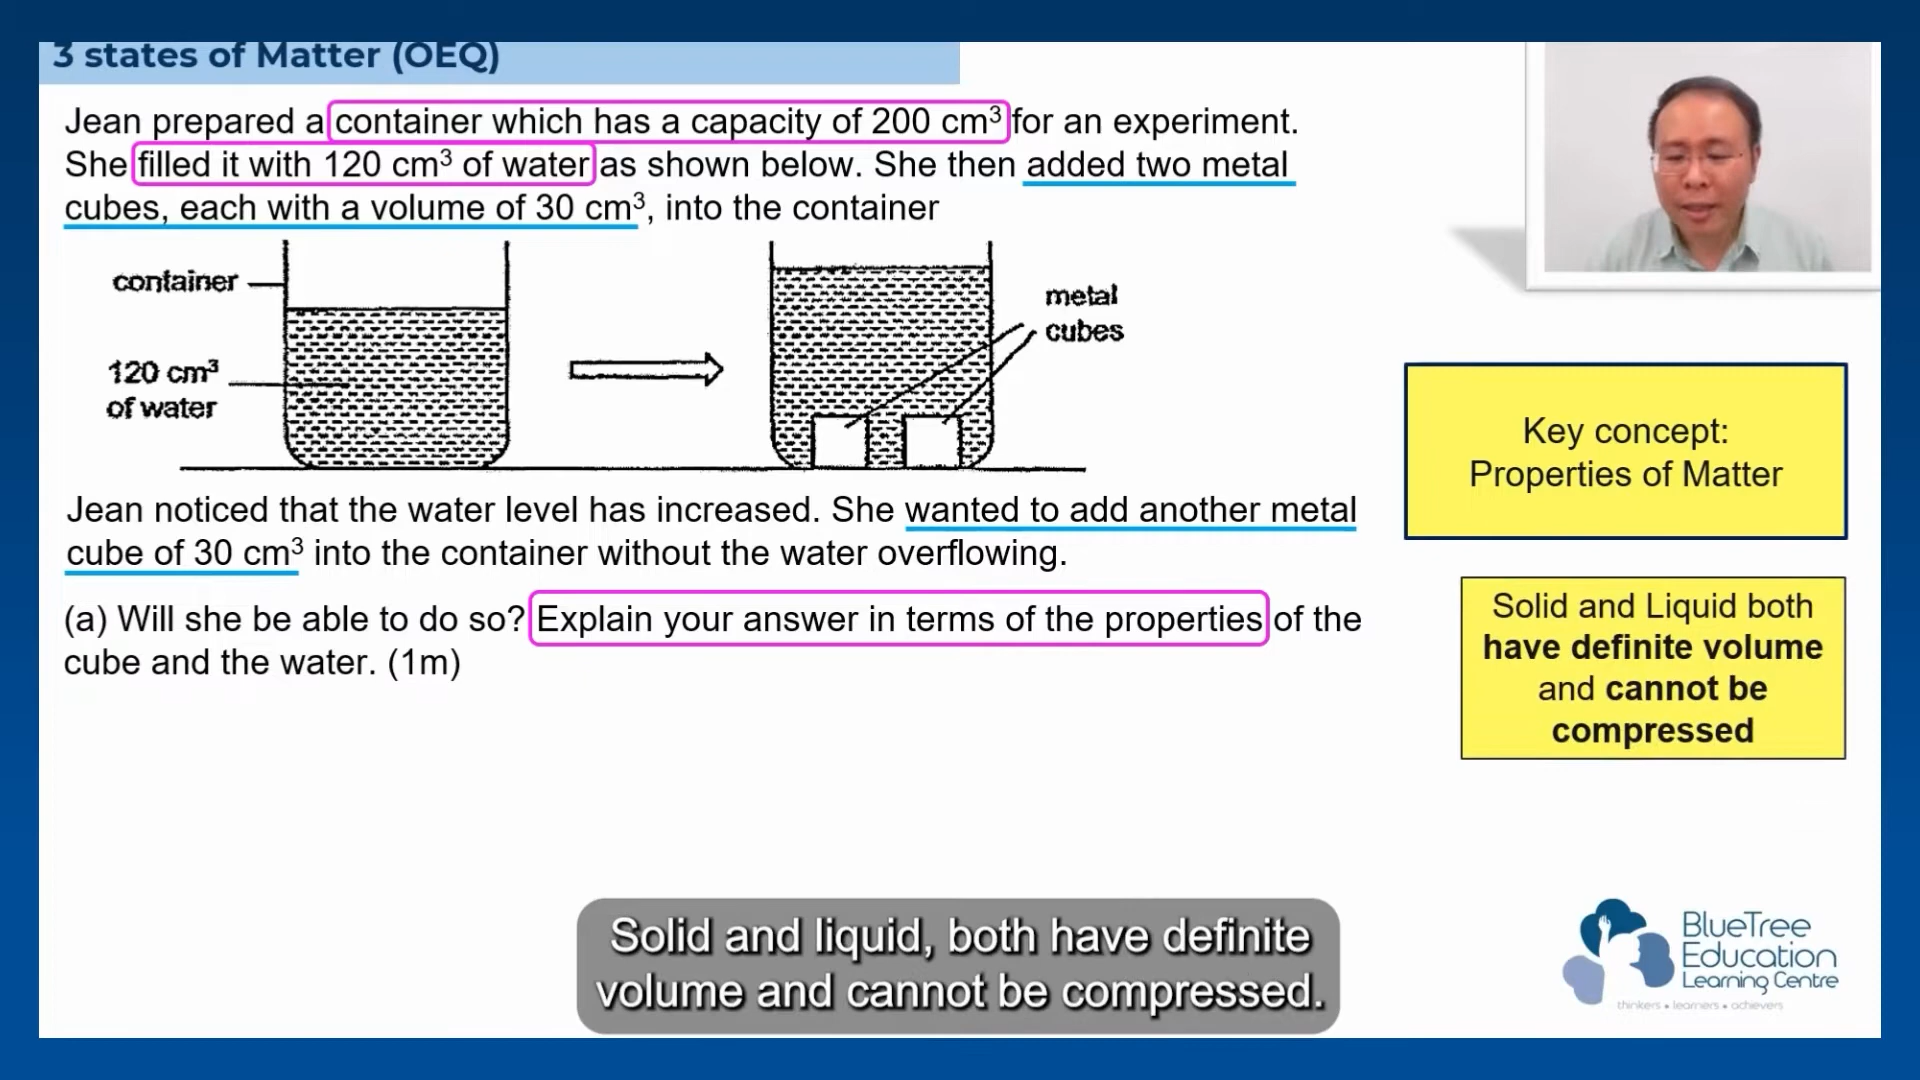 3 states of Matter (OEQ)
Jean prepared a container which has a capacity of 200 cm³ for an experiment.
She filled it with 120 cm³ of water as shown below. She then added two metal
cubes, each with a volume of 30 cm³, into the container
container
120 cm³
of water
metal
cubes
Jean noticed that the water level has increased. She wanted to add another metal
cube of 30 cm³ into the container without the water overflowing.
(a) Will she be able to do so? Explain your answer in terms of the properties of the
cube and the water. (1m)
Key concept:
Properties of Matter
Solid and Liquid both
have definite volume
and cannot be
compressed
Solid and liquid, both have definite
volume and cannot be compressed.
BlueTree
Education
Learning Centre
thinkers • learners • achievers